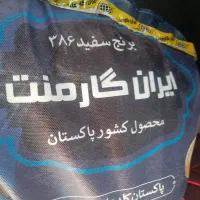 برنج سفید ۳۸۶
ایران گارمنت
محصول کشور پاکستان